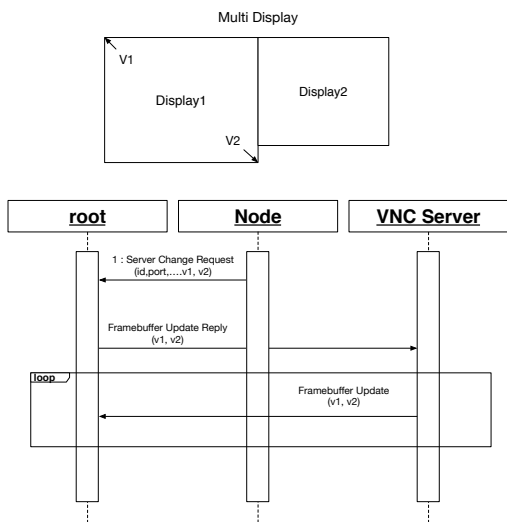 Multi Display
V1
Display1
Display2
V2
root
Node
VNC Server
1 : Server Change Request
(id,port,....v1, v2)
Framebuffer Update Reply
(v1, v2)
loop
Framebuffer Update
(v1, v2)